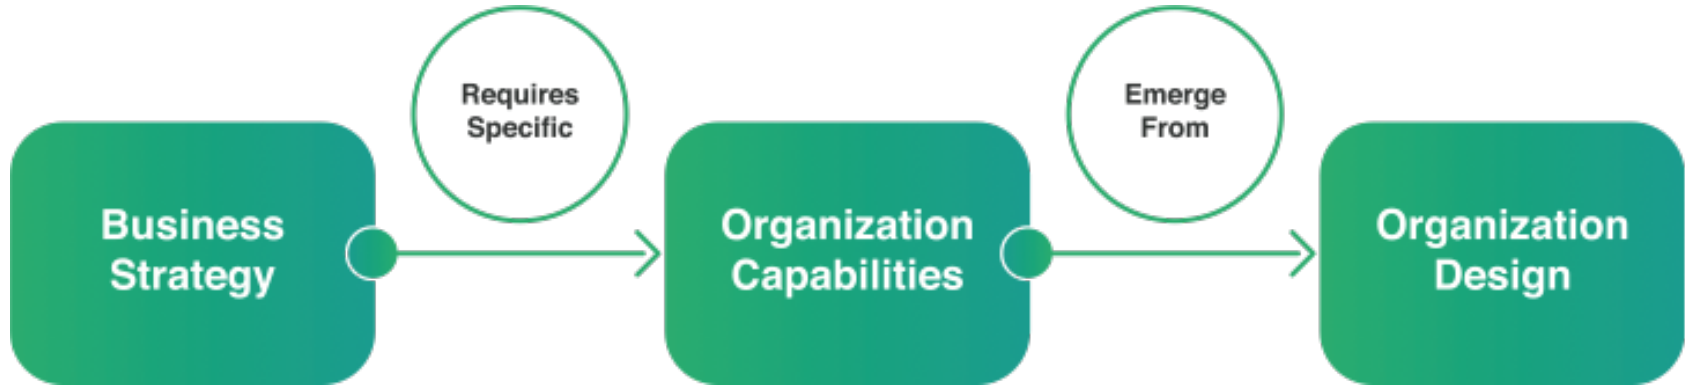 Business
Strategy
Requires
Specific
Organization
Capabilities
Emerge
From
Organization
Design